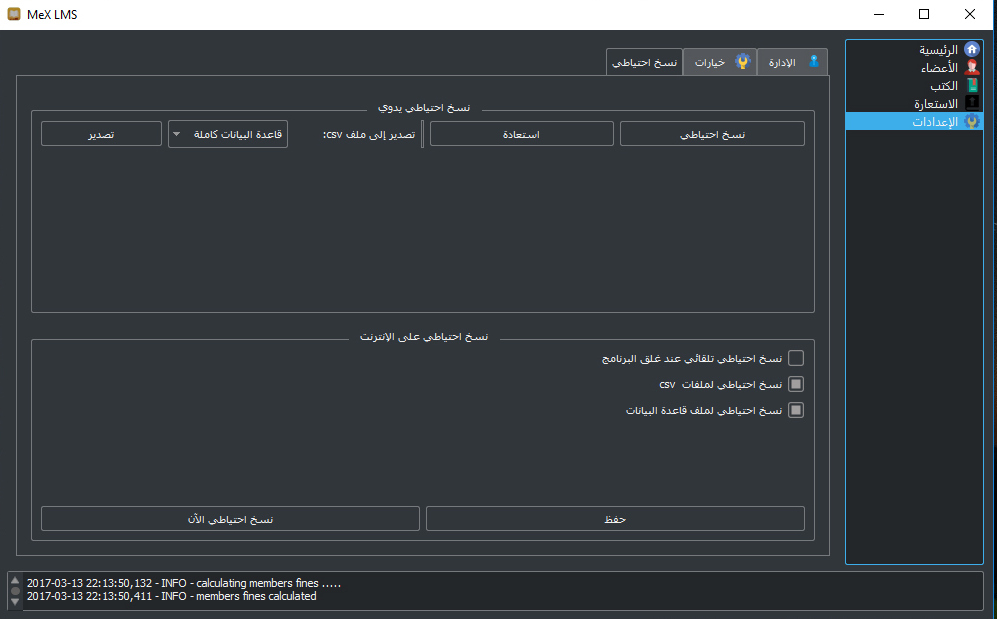 MeX LMS
الرئيسية
الأعضاء
الكتب
الاستعارة
الإعدادات
الإدارة
خيارات
نسخ احتياطي
نسخ احتياطي يدوي
نسخ احتياطي
استعادة
تصدير إلى ملف csv:
قاعدة البيانات كاملة
تصدير
نسخ احتياطي على الإنترنت
نسخ احتياطي تلقائي عند غلق البرنامج
نسخ احتياطي لملفات csv
نسخ احتياطي لملف قاعدة البيانات
حفظ
نسخ احتياطي الآن
2017-03-13 22:13:50,132 - INFO - calculating members fines .....
2017-03-13 22:13:50,411 - INFO - members fines calculated